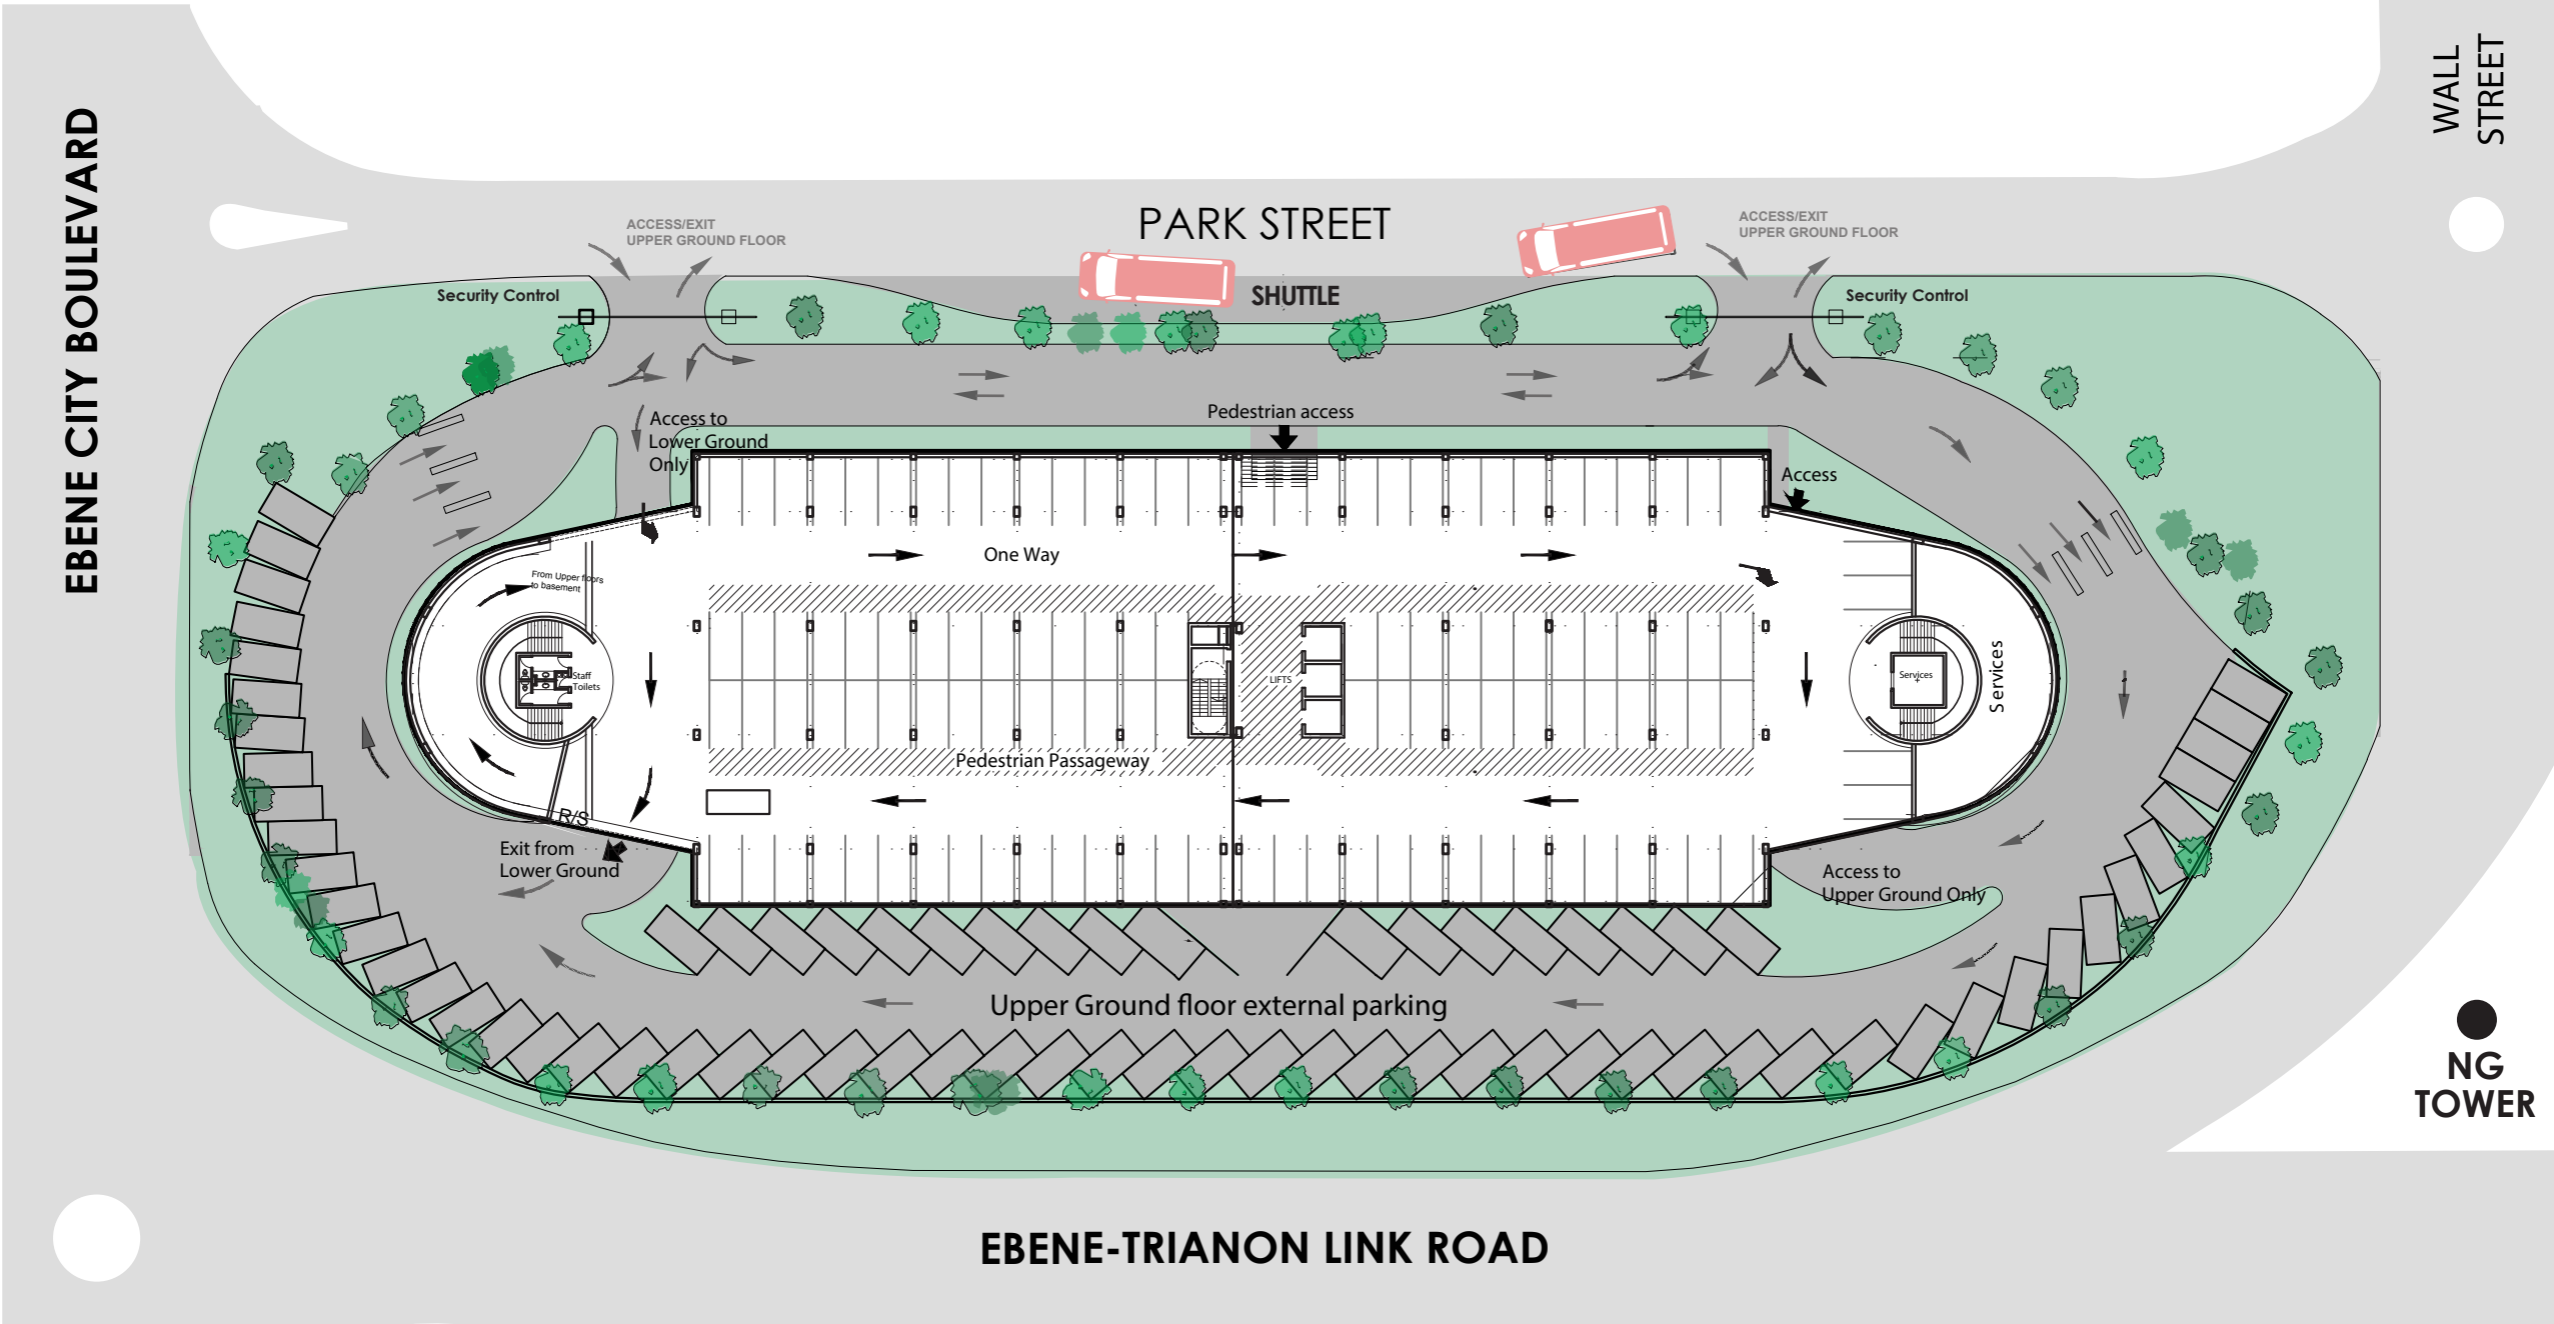 WALL
STREET
EBENE CITY BOULEVARD
PARK STREET
ACCESS/EXIT
UPPER GROUND FLOOR
ACCESS/EXIT
UPPER GROUND FLOOR
Security Control
SHUTTLE
Security Control
Pedestrian access
Access to
Lower Ground
Only
Access
One Way
From Upper floors
to basement
Staff
Toilets
LIFTS
Services
Services
Pedestrian Passageway
R/S
Exit from
Lower Ground
Access to
Upper Ground Only
Upper Ground floor external parking
NG
TOWER
EBENE-TRIANON LINK ROAD